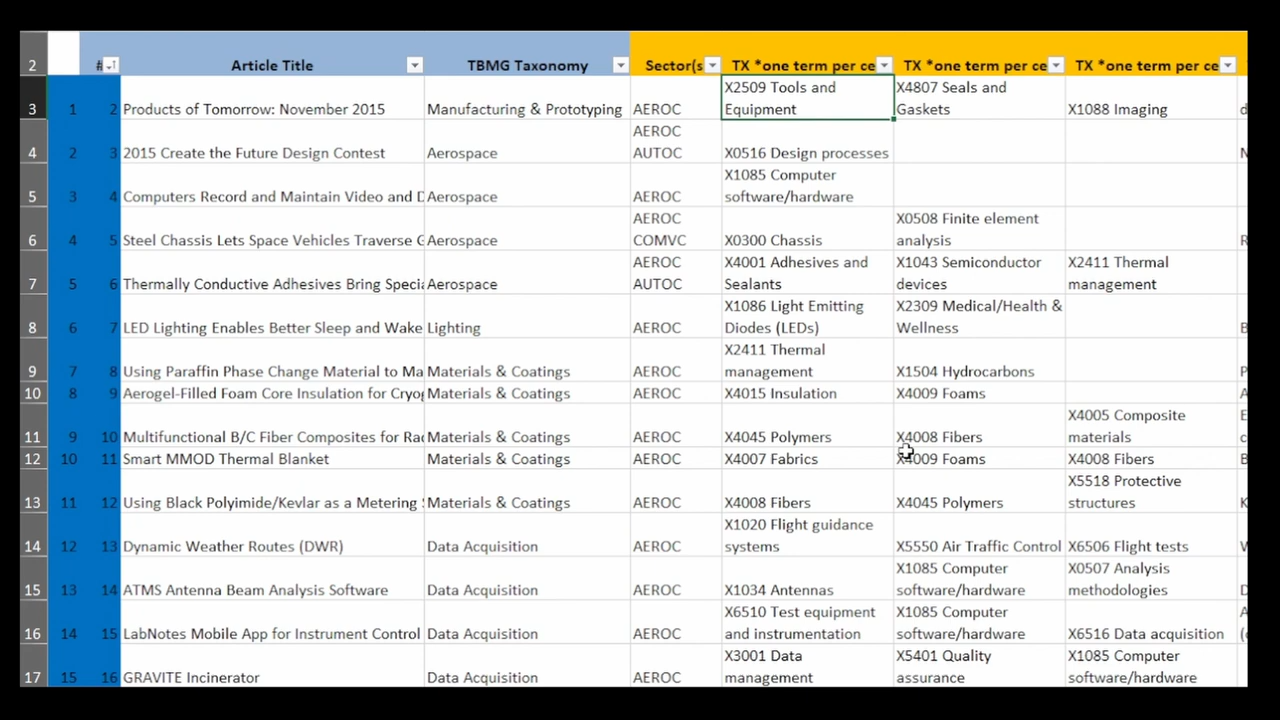 2 # Article Title TBMG Taxonomy Sector(s TX *one term per ce TX *one term per ce TX *one term per ce
X2509 Tools and X4807 Seals and
3 1 2 Products of Tomorrow: November 2015 Manufacturing & Prototyping AEROC Equipment Gaskets X1088 Imaging
AEROC
4 2 3 2015 Create the Future Design Contest Aerospace AUTOC X0516 Design processes
X1085 Computer
5 3 4 Computers Record and Maintain Video and D Aerospace AEROC software/hardware
AEROC X0508 Finite element
6 4 5 Steel Chassis Lets Space Vehicles Traverse Aerospace COMVC X0300 Chassis analysis
AEROC X4001 Adhesives and X1043 Semiconductor X2411 Thermal
7 5 6 Thermally Conductive Adhesives Bring Specia Aerospace AUTOC Sealants devices management
X1086 Light Emitting X2309 Medical/Health &
8 6 7 LED Lighting Enables Better Sleep and Wake Lighting AEROC Diodes (LEDs) Wellness
X2411 Thermal
9 7 8 Using Paraffin Phase Change Material to Ma Materials & Coatings AEROC management X1504 Hydrocarbons
10 8 9 Aerogel-Filled Foam Core Insulation for Cryog Materials & Coatings AEROC X4015 Insulation X4009 Foams
X4005 Composite
11 9 10 Multifunctional B/C Fiber Composites for Rad Materials & Coatings AEROC X4045 Polymers X4008 Fibers materials
12 10 11 Smart MMOD Thermal Blanket Materials & Coatings AEROC X4007 Fabrics X4009 Foams X4008 Fibers
X5518 Protective
13 11 12 Using Black Polyimide/Kevlar as a Metering Materials & Coatings AEROC X4008 Fibers X4045 Polymers structures
X1020 Flight guidance
14 12 13 Dynamic Weather Routes (DWR) Data Acquisition AEROC systems X5550 Air Traffic Control X6506 Flight tests
X1085 Computer X0507 Analysis
15 13 14 ATMS Antenna Beam Analysis Software Data Acquisition AEROC X1034 Antennas software/hardware methodologies
X6510 Test equipment X1085 Computer
16 14 15 LabNotes Mobile App for Instrument Control Data Acquisition AEROC and instrumentation software/hardware X6516 Data acquisition
X3001 Data X5401 Quality X1085 Computer
17 15 16 GRAVITE Incinerator Data Acquisition AEROC management assurance software/hardware